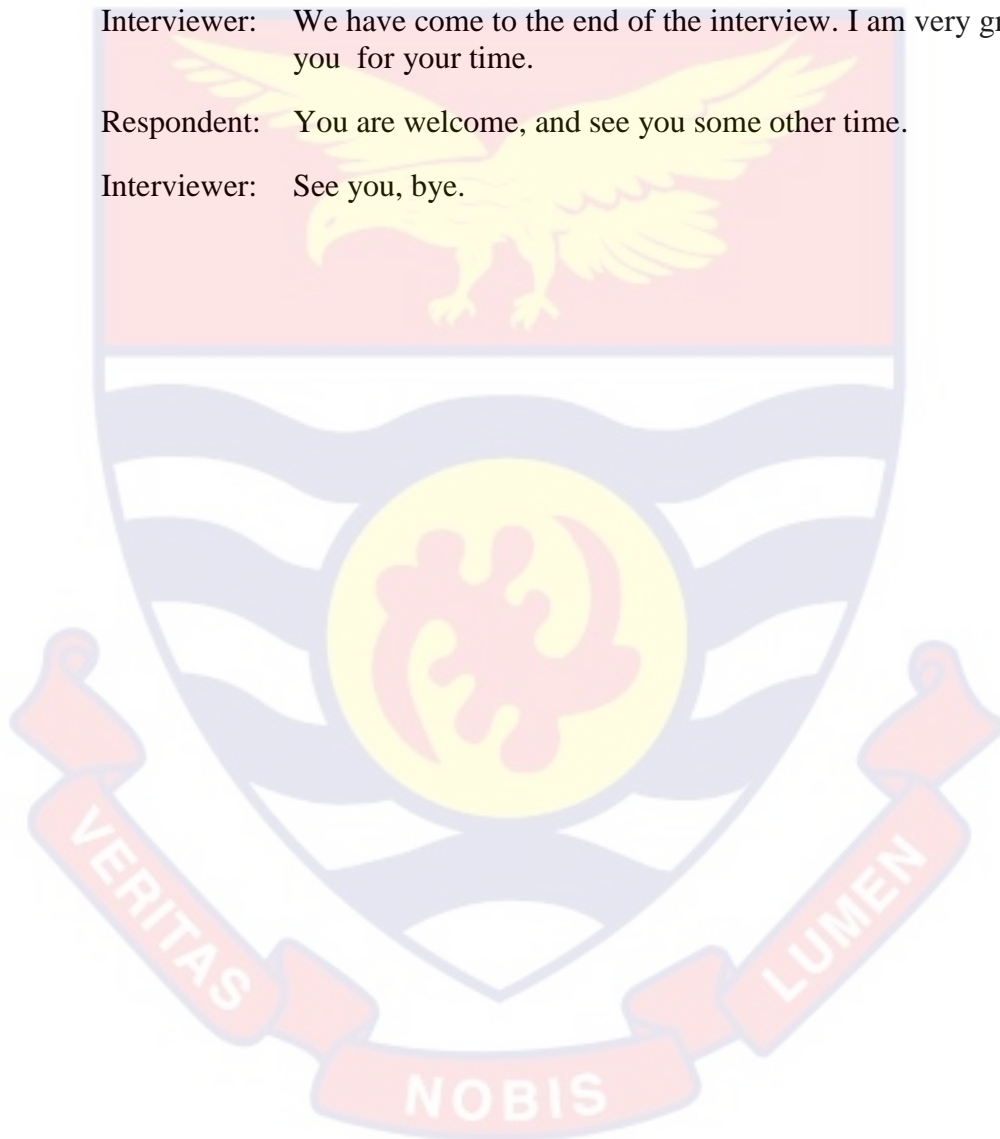 Interviewer: We have come to the end of the interview. I am very
you for your time.
Respondent: You are welcome, and see you some other time.
Interviewer: See you, bye.
VERITAS
NOBIS
LUMEN